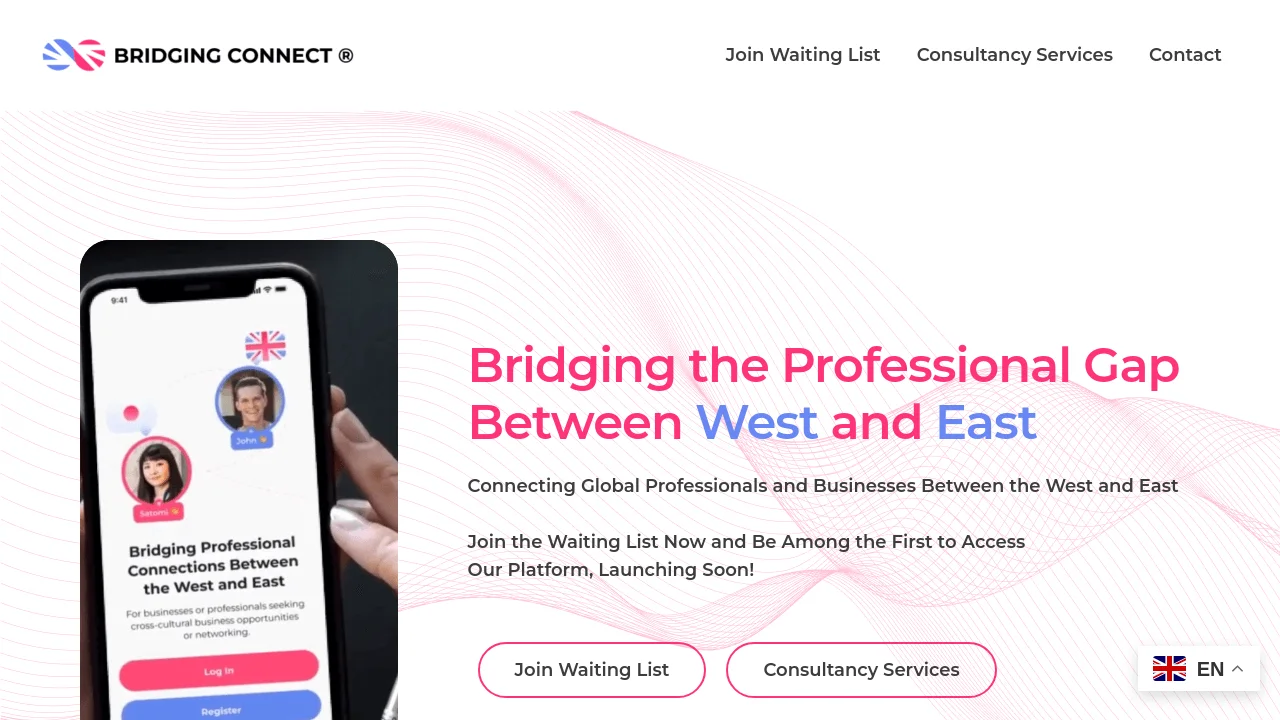 BRIDGING CONNECT ®
Join Waiting List
Consultancy Services
Contact
9:41
John
Satomi
Bridging Professional
Connections Between
the West and East
For businesses or professionals seeking
cross-cultural business opportunities
or networking.
Log In
Register
Bridging the Professional Gap
Between West and East
Connecting Global Professionals and Businesses Between the West and East
Join the Waiting List Now and Be Among the First to Access
Our Platform, Launching Soon!
Join Waiting List
Consultancy Services
EN